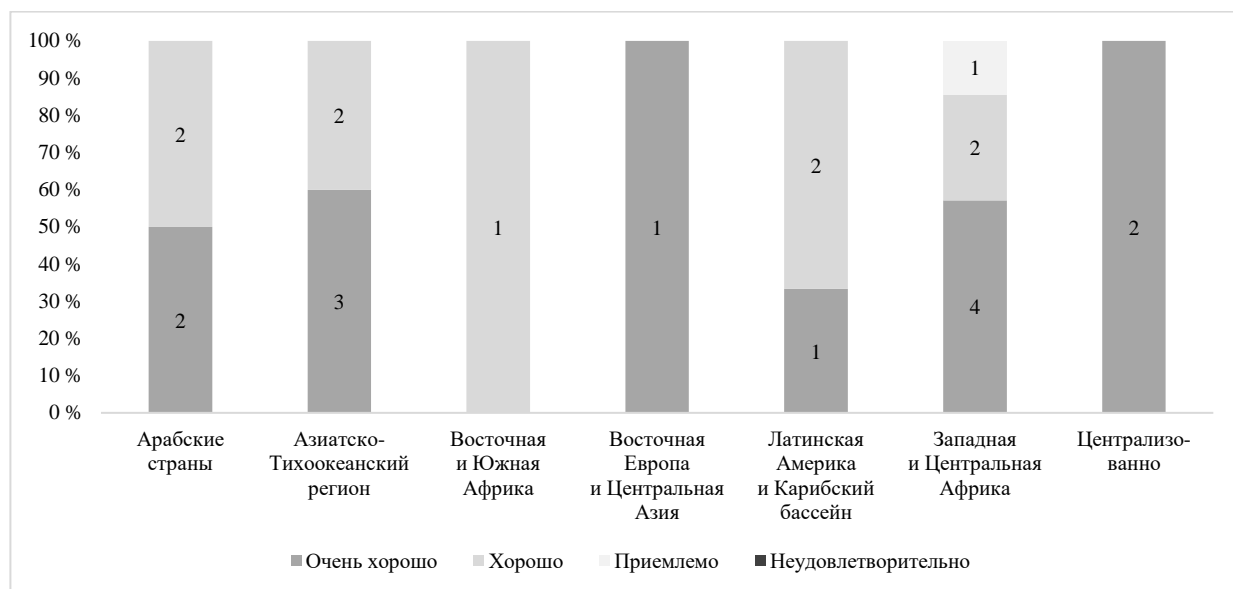 100 %
90 %
80 %
70 %
60 %
50 %
40 %
30 %
20 %
10 %
0 %
2
2
2
3
1
1
2
1
1
2
4
2
Арабские
страны
Азиатско-
Тихоокеанский
регион
Восточная
и Южная
Африка
Восточная
Европа
и Центральная
Азия
Латинская
Америка
и Карибский
бассейн
Западная
и Центральная
Африка
Централизо-
ванно
Очень хорошо
Хорошо
Приемлемо
Неудовлетворительно